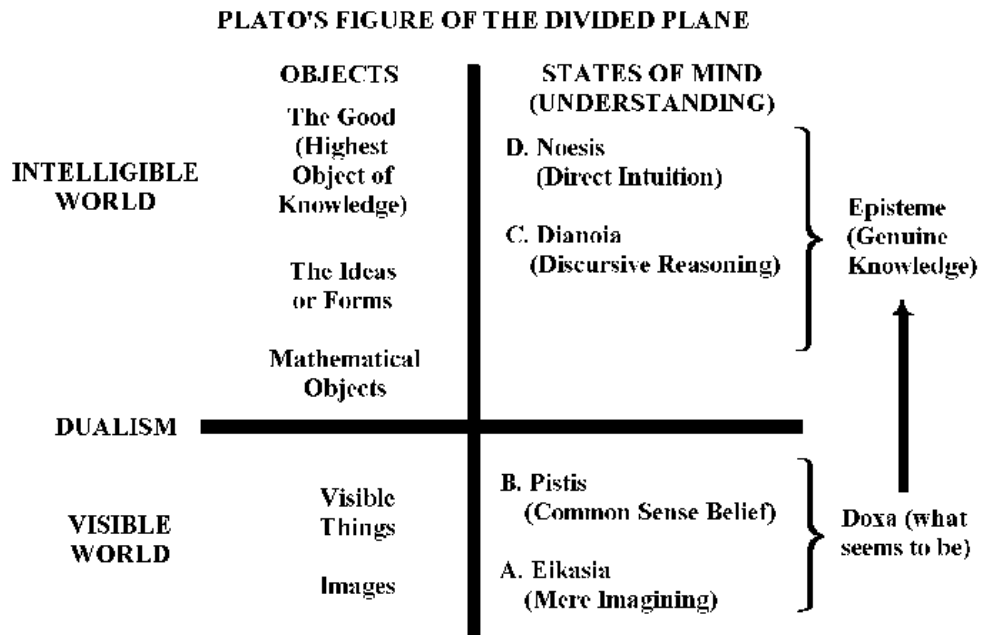 PLATO'S FIGURE OF THE DIVIDED PLANE
OBJECTS
STATES OF MIND
(UNDERSTANDING)
INTELLIGIBLE
WORLD
The Good
(Highest
Object of
Knowledge)
The Ideas
or Forms
Mathematical
Objects
D. Noesis
(Direct Intuition)
C. Dianoia
(Discursive Reasoning)
Episteme
(Genuine
Knowledge)
DUALISM
VISIBLE
WORLD
Visible
Things
Images
B. Pistis
(Common Sense Belief)
A. Eikasia
(Mere Imagining)
Doxa (what
seems to be)